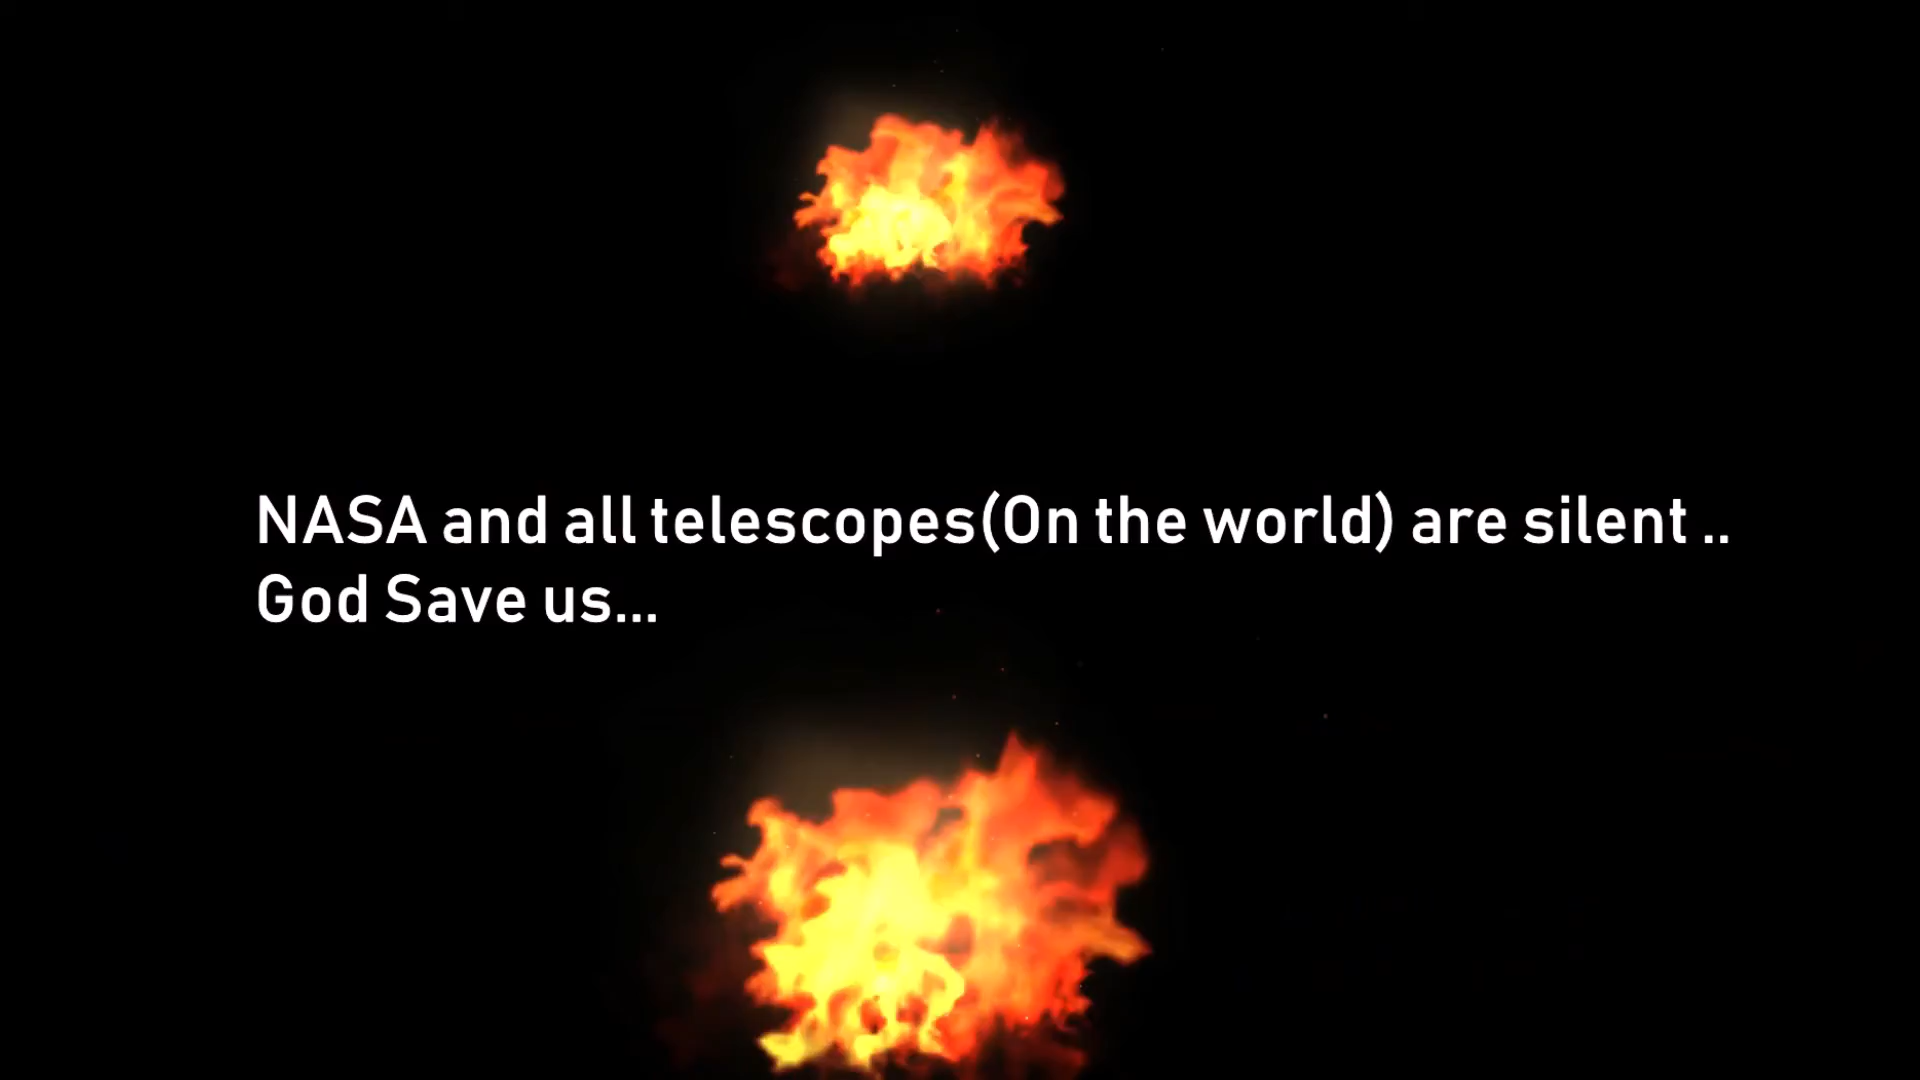 NASA and all telescopes(On the world) are silent ..
God Save us...